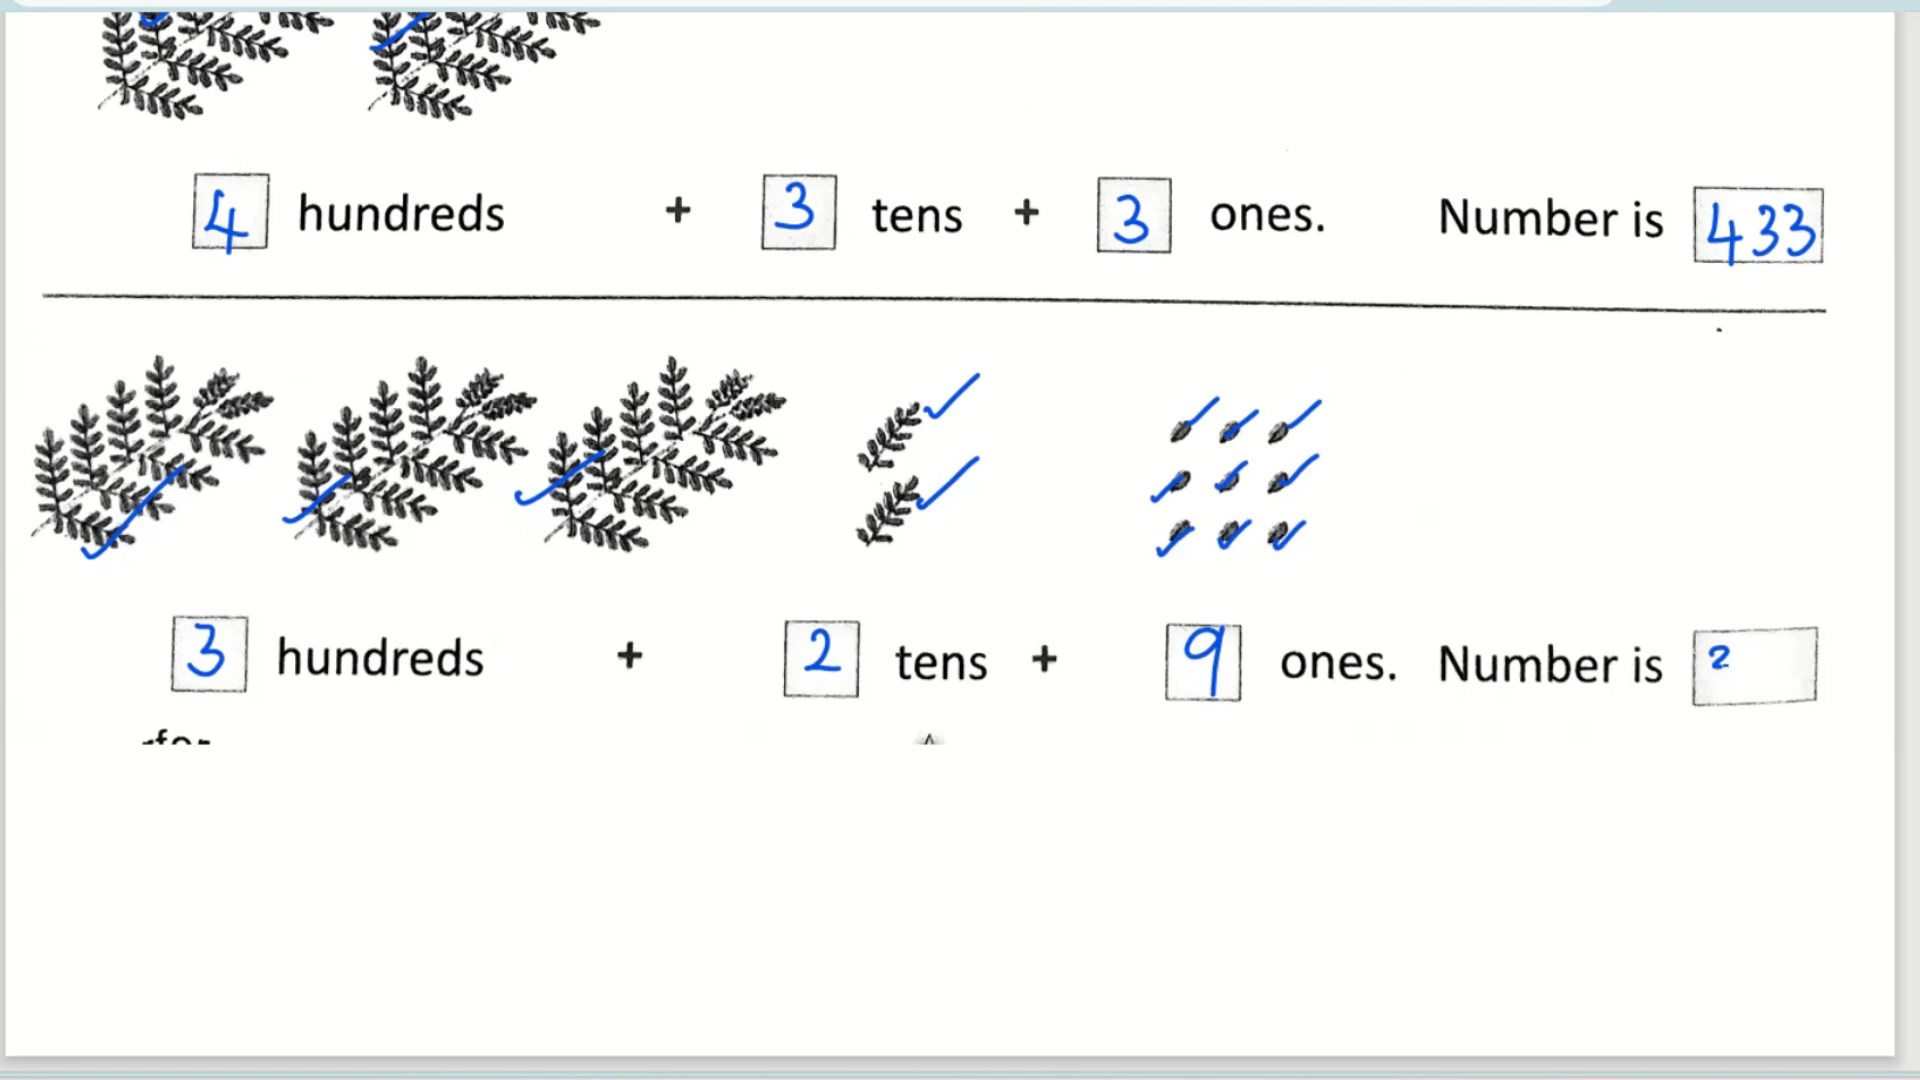 4 hundreds + 3 tens + 3 ones. Number is 433
3 hundreds + 2 tens + 9 ones. Number is 2